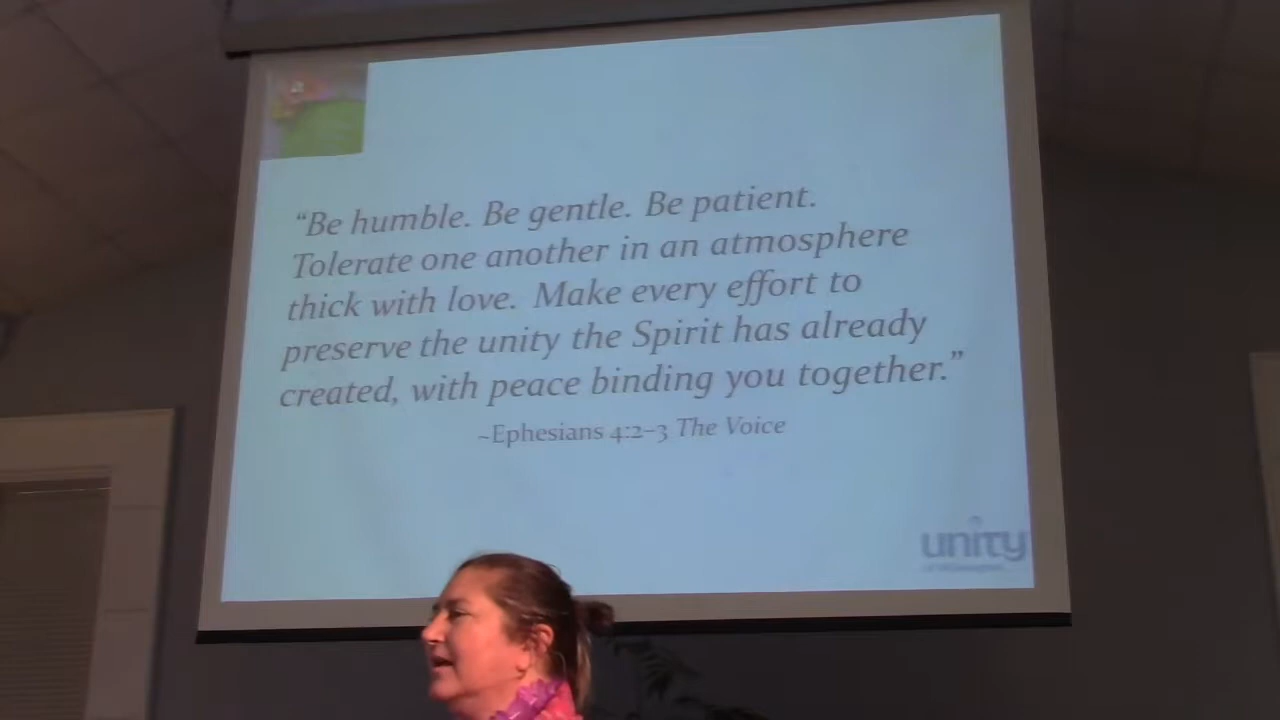 “Be humble. Be gentle. Be patient.
Tolerate one another in an atmosphere
thick with love. Make every effort to
preserve the unity the Spirit has already
created, with peace binding you together.”
~Ephesians 4:2–3 The Voice
unity